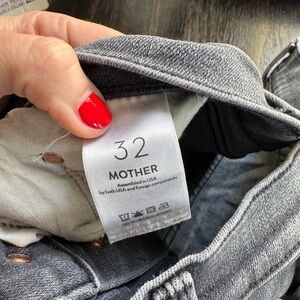 32
MOTHER
Assembled in USA
by both USA and foreign components